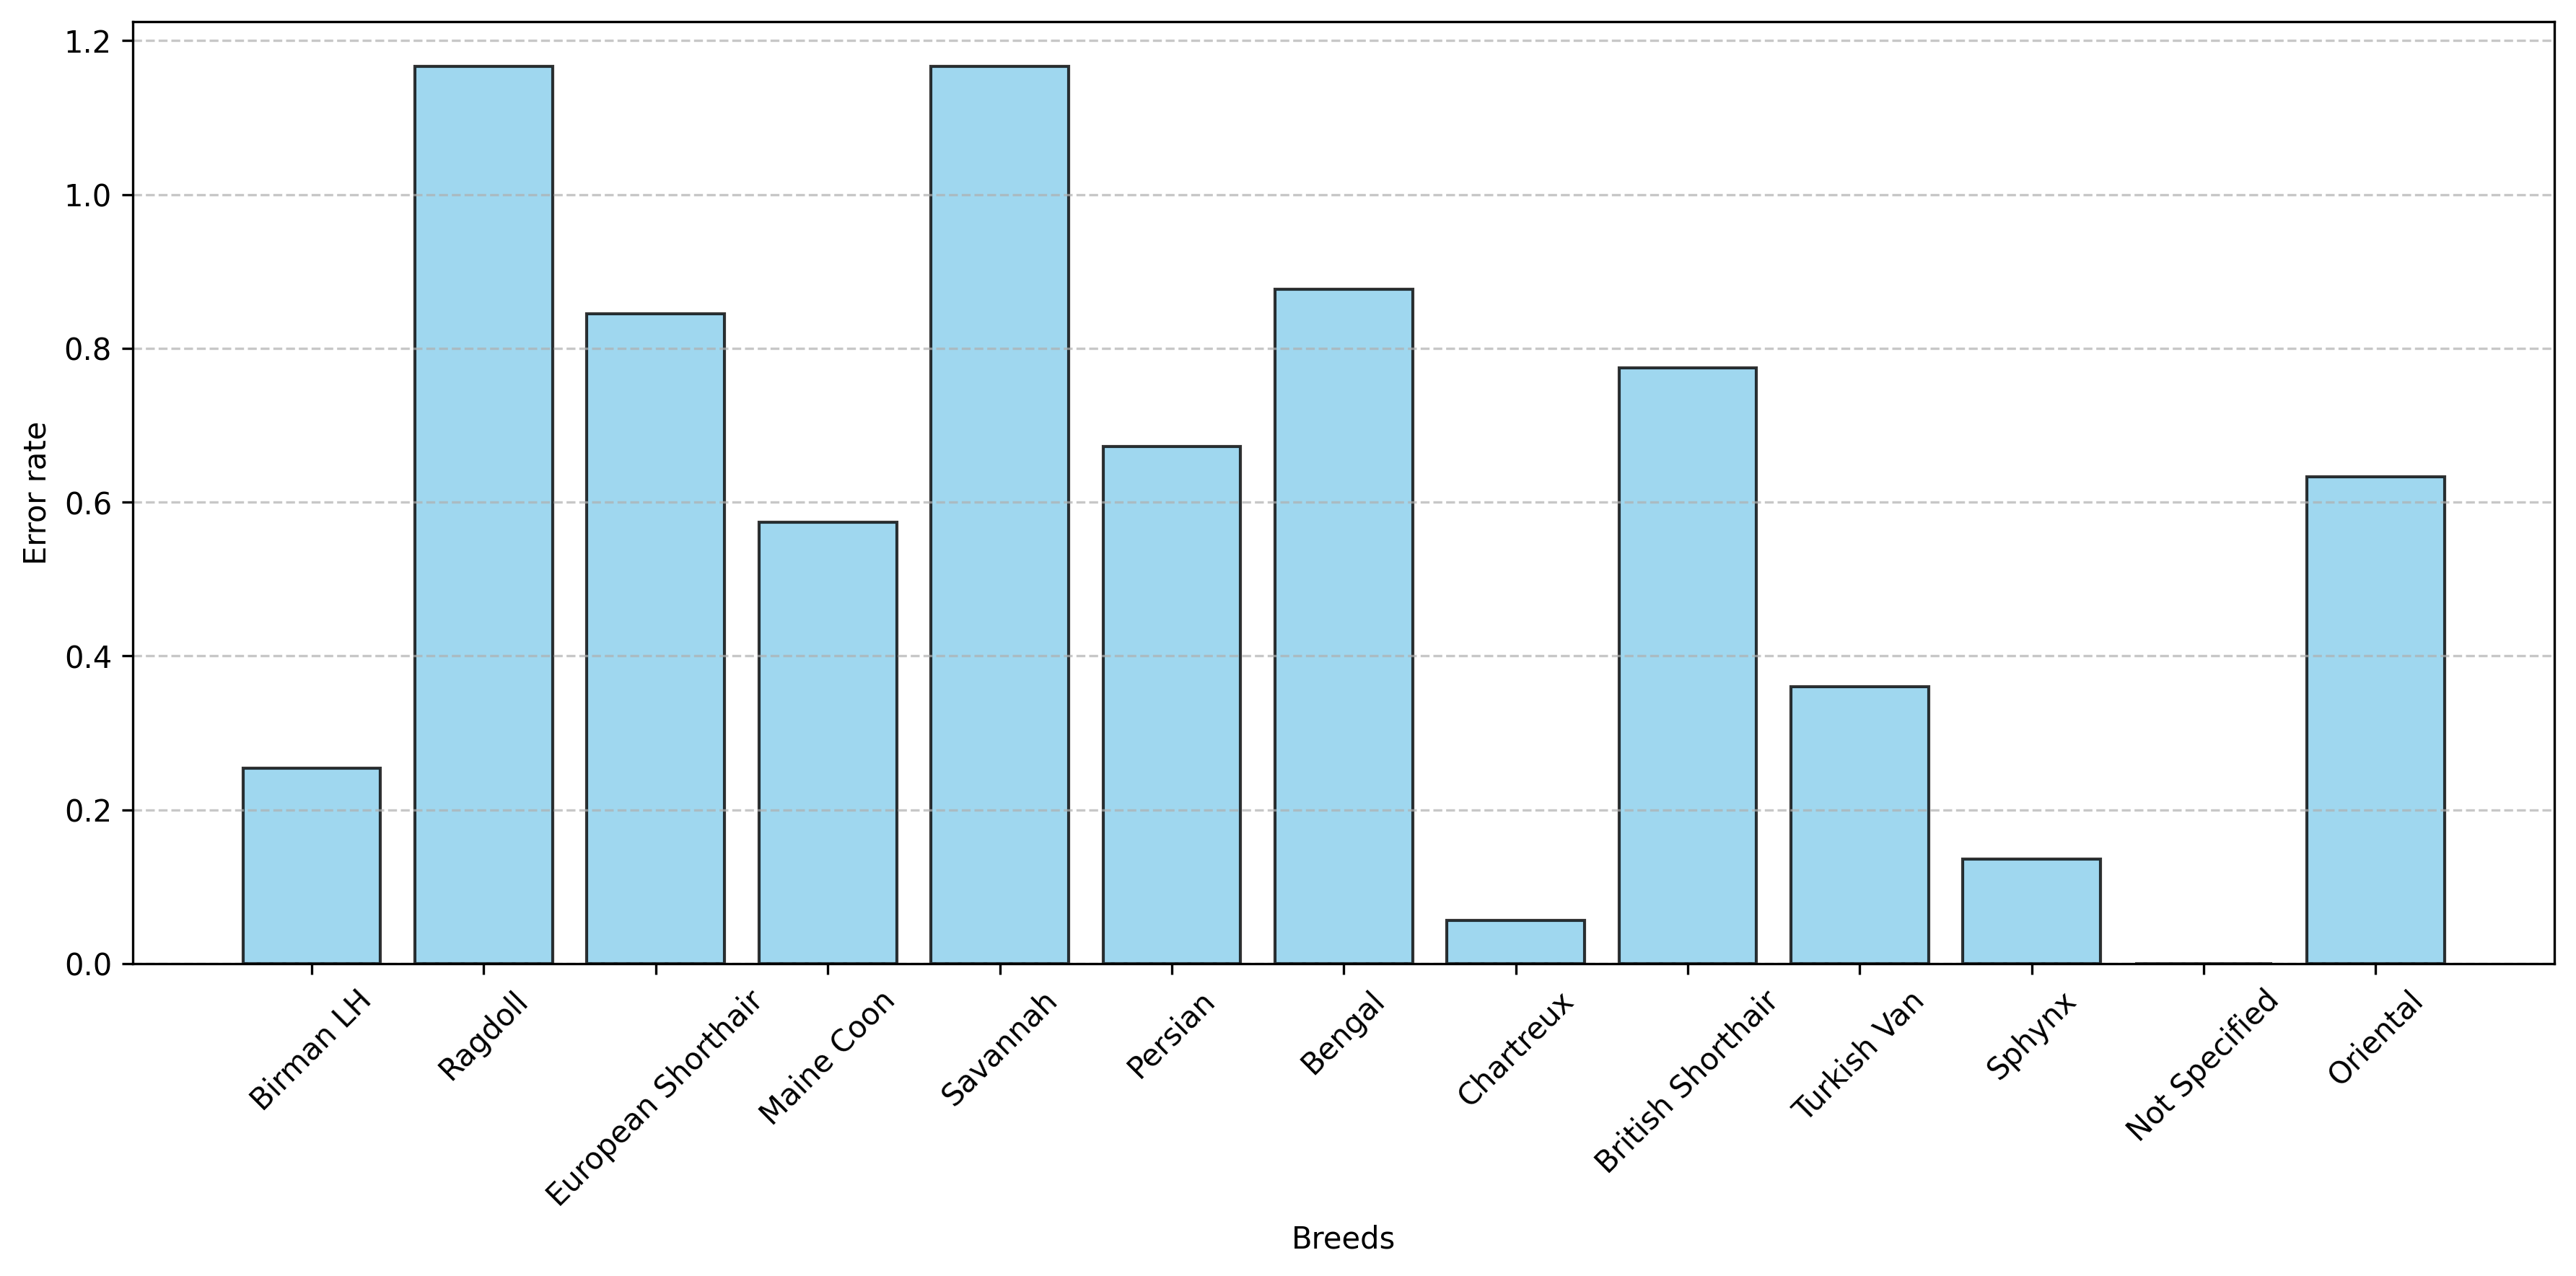 1.2
1.0
0.8
0.6
0.4
0.2
0.0
Error rate
Birman LH
Ragdoll
European Shorthair
Maine Coon
Savannah
Persian
Bengal
Chartreux
British Shorthair
Turkish Van
Sphynx
Not Specified
Oriental
Breeds